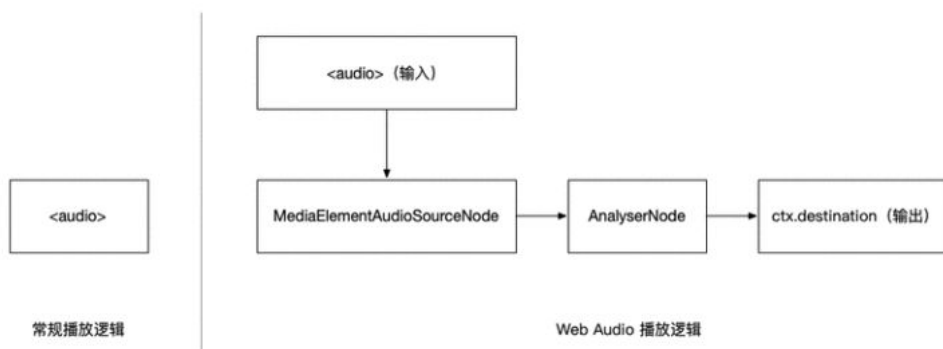 <audio>（输入）
<audio>
MediaElementAudioSourceNode
AnalyserNode
ctx.destination（输出）
常规播放逻辑
Web Audio 播放逻辑